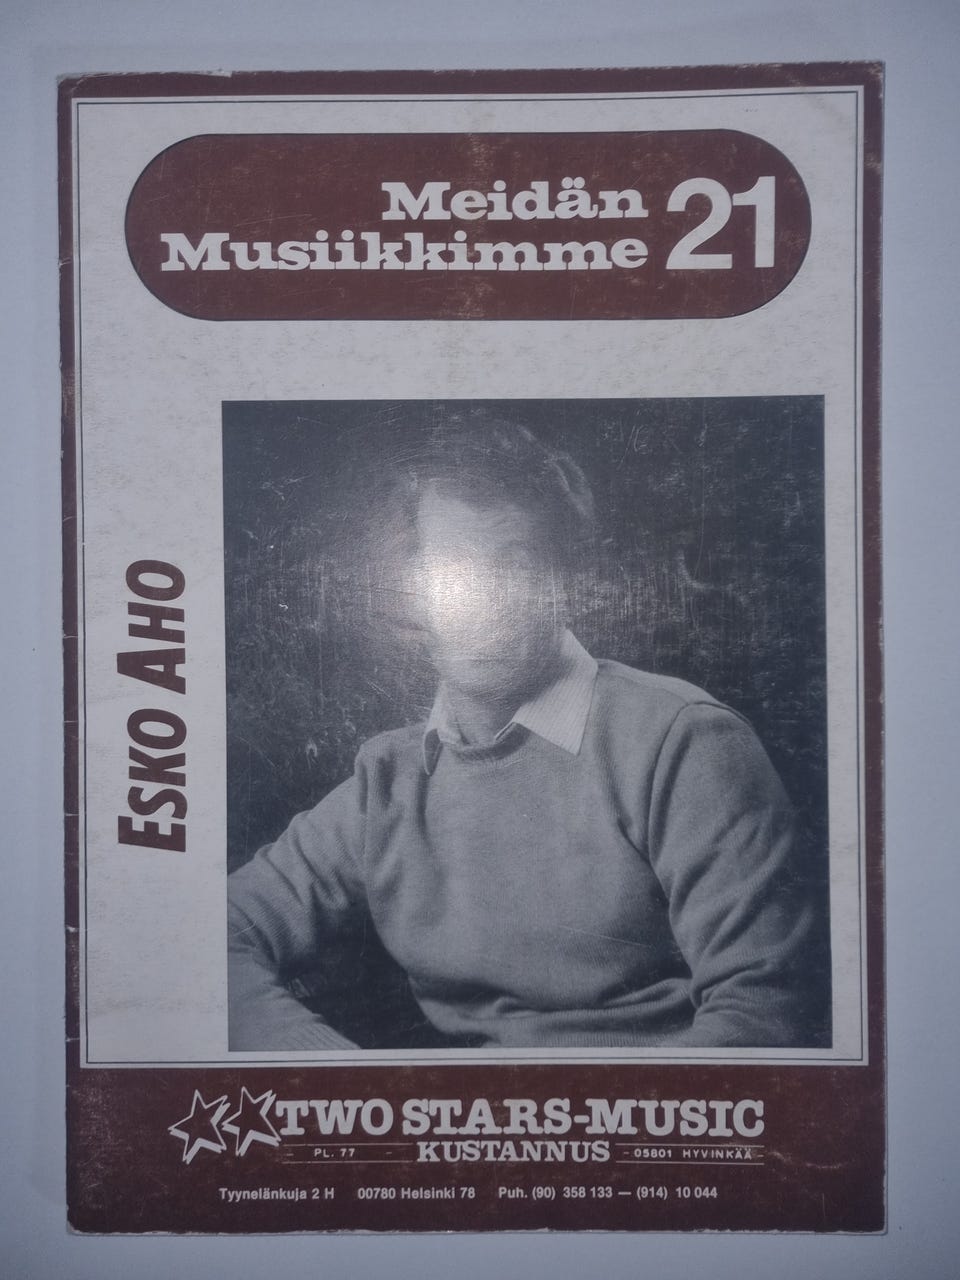 Meidän
Musiikkimme 21
ESKO AHO
TWO STARS-MUSIC
PL. 77 KUSTANNUS 05801 HYVINKÄÄ
Tyynelänkuja 2 H 00780 Helsinki 78 Puh. (90) 358 133 — (914) 10 044